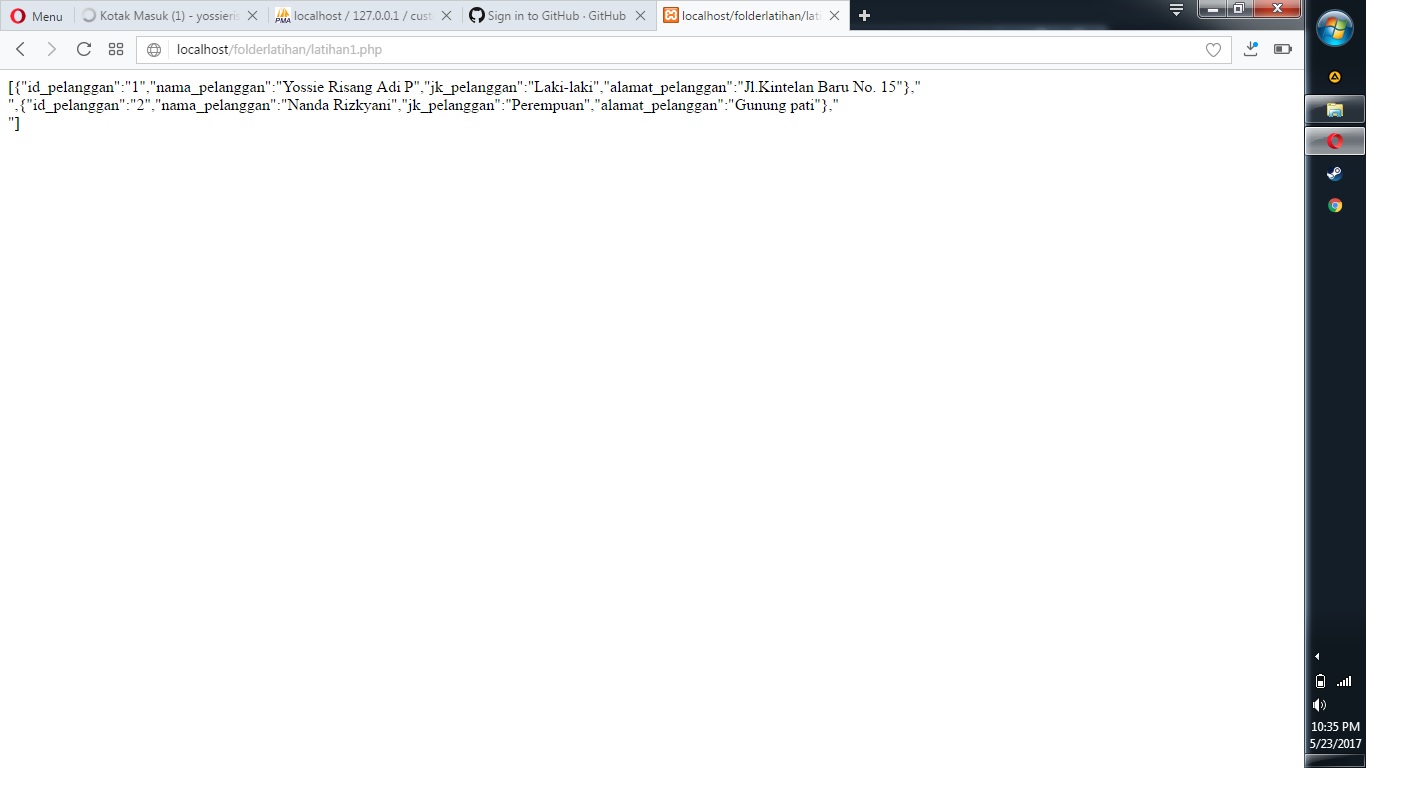 Menu
Kotak Masuk (1) - yossieris
PMA localhost / 127.0.0.1 / cust
Sign in to GitHub · GitHub
localhost/folderlatihan/lati
localhost/folderlatihan/latihan1.php
[{"id_pelanggan":"1","nama_pelanggan":"Yossie Risang Adi P","jk_pelanggan":"Laki-laki","alamat_pelanggan":"Jl.Kintelan Baru No. 15"},"
",{"id_pelanggan":"2","nama_pelanggan":"Nanda Rizkyani","jk_pelanggan":"Perempuan","alamat_pelanggan":"Gunung pati"},"
"]
10:35 PM
5/23/2017